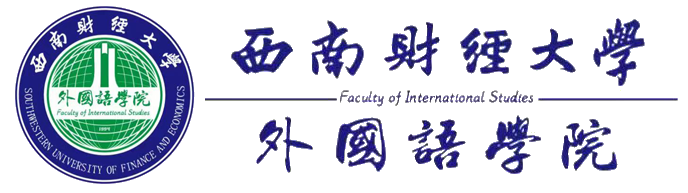 西南財經大學
外國語學院
Faculty of International Studies
SOUTHWESTERN UNIVERSITY OF FINANCE AND ECONOMICS
西南財經大學
Faculty of International Studies
外國語學院